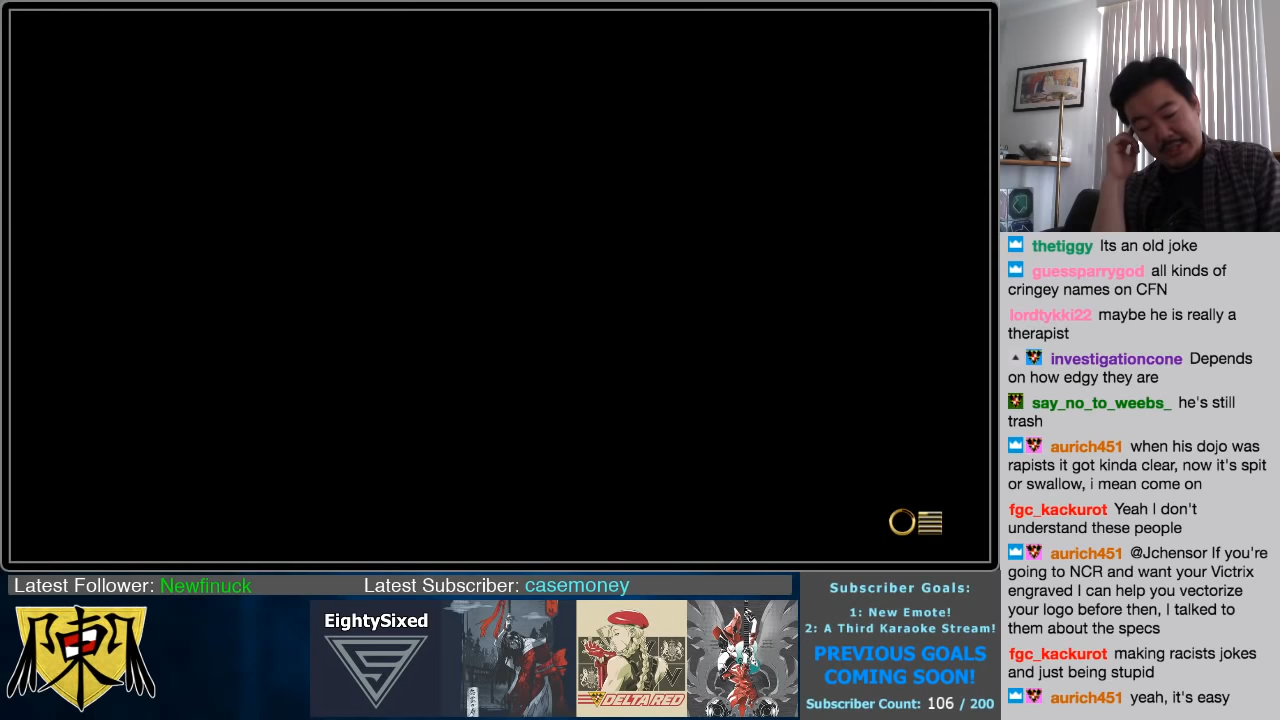 thetiggy Its an old joke
guessparrygod all kinds of
cringey names on CFN
lordtykki22 maybe he is really a
therapist
investigationcone Depends
on how edgy they are
say_no_to_weebs_ he's still
trash
aurich451 when his dojo was
rapists it got kinda clear, now it's spit
or swallow, i mean come on
fgc_kackurot Yeah I don't
understand these people
aurich451 @Jchensor If you're
going to NCR and want your Victrix
engraved I can help you vectorize
your logo before then, I talked to
them about the specs
fgc_kackurot making racists jokes
and just being stupid
aurich451 yeah, it's easy
Latest Follower: Newfinuck
Latest Subscriber: casemoney
EightySixed
DELTA RED
Subscriber Goals:
1: New Emote!
2: A Third Karaoke Stream!
PREVIOUS GOALS
COMING SOON!
Subscriber Count: 106 / 200